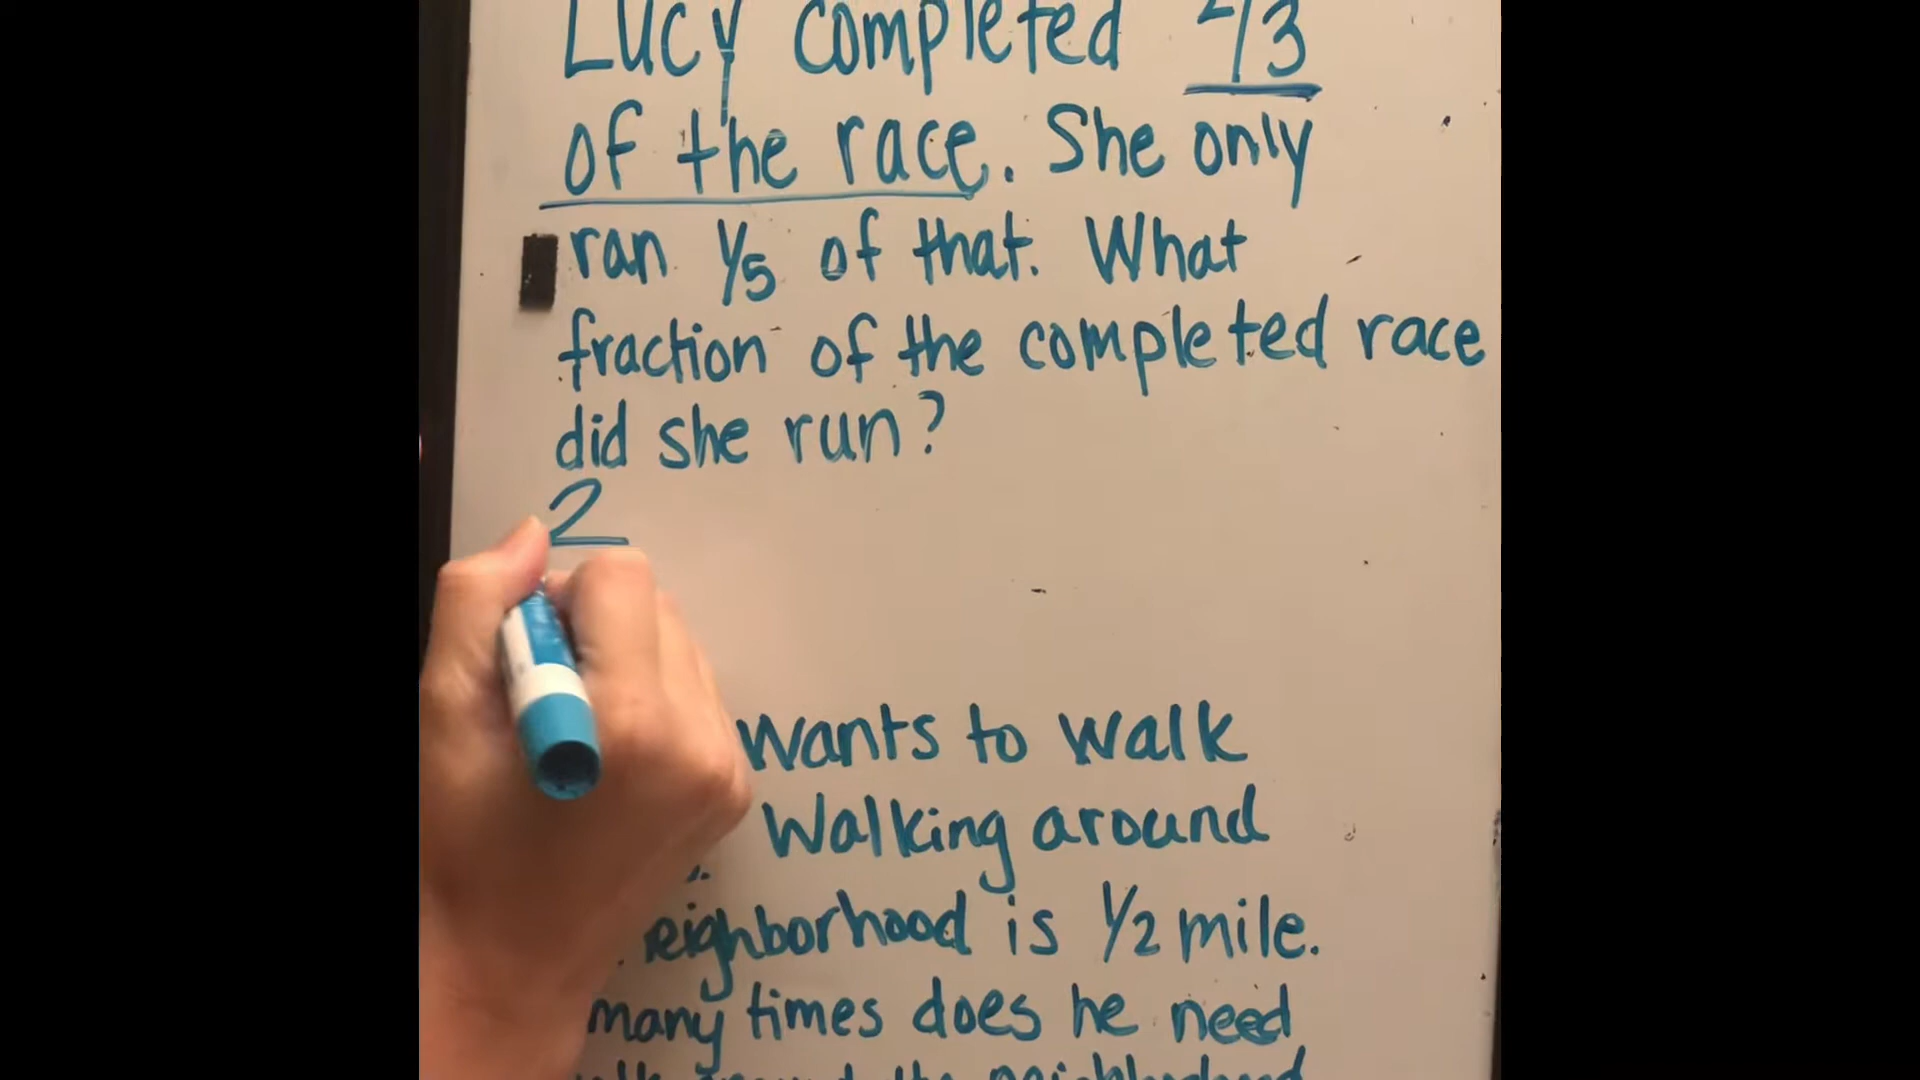 Lucy completed 2/3
of the race. She only
ran 1/5 of that. What
fraction of the completed race
did she run?
2
wants to walk
Walking around
eighborhood is 1/2 mile.
many times does he need